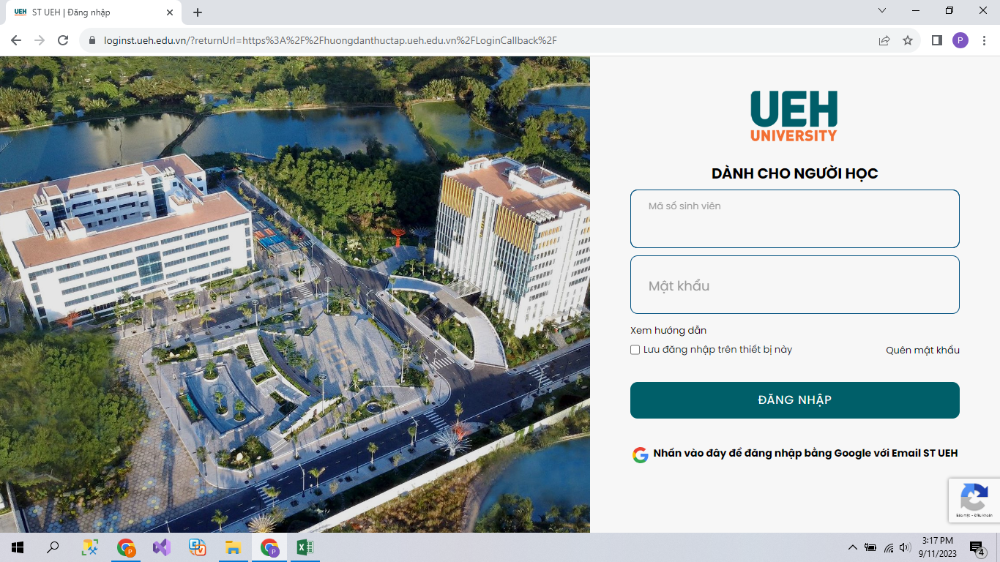 ST UEH | Đăng nhập
loginst.ueh.edu.vn/?returnUrl=https%3A%2F%2Fhuongdanthuctap.ueh.edu.vn%2FLoginCallback%2F
P
UEH
UNIVERSITY
DÀNH CHO NGƯỜI HỌC
Mã số sinh viên
Mật khẩu
Xem hướng dẫn
Lưu đăng nhập trên thiết bị này
Quên mật khẩu
ĐĂNG NHẬP
Nhấn vào đây để đăng nhập bằng Google với Email ST UEH
Bảo mật - Điều khoản
3:17 PM
9/11/2023
4